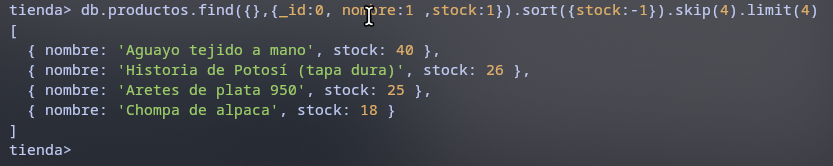 tienda> db.productos.find({},{_id:0, nombre:1 ,stock:1}).sort({stock:-1}).skip(4).limit(4)
[
  { nombre: 'Aguayo tejido a mano', stock: 40 },
  { nombre: 'Historia de Potosí (tapa dura)', stock: 26 },
  { nombre: 'Aretes de plata 950', stock: 25 },
  { nombre: 'Chompa de alpaca', stock: 18 }
]
tienda>